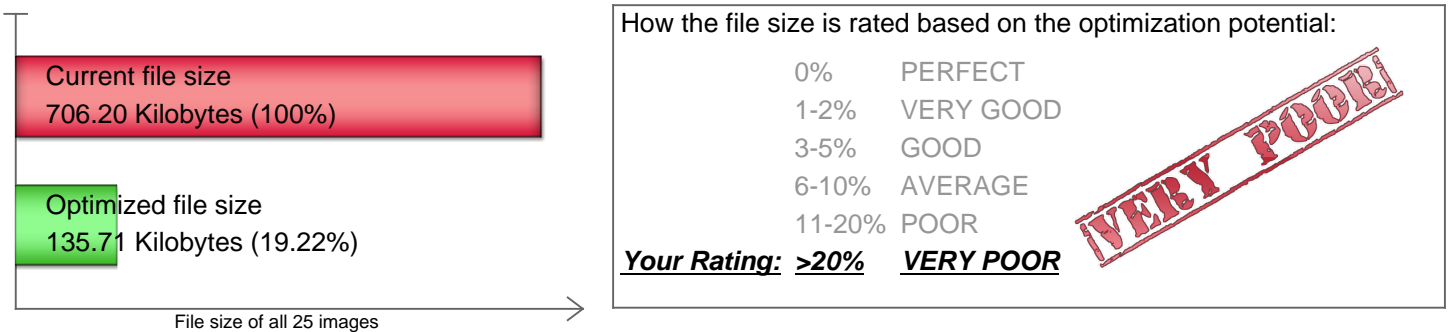 Current file size
706.20 Kilobytes (100%)
Optimized file size
135.71 Kilobytes (19.22%)
File size of all 25 images
How the file size is rated based on the optimization potential:
0% PERFECT
1-2% VERY GOOD
3-5% GOOD
6-10% AVERAGE
11-20% POOR
Your Rating: >20% VERY POOR
VERY POOR